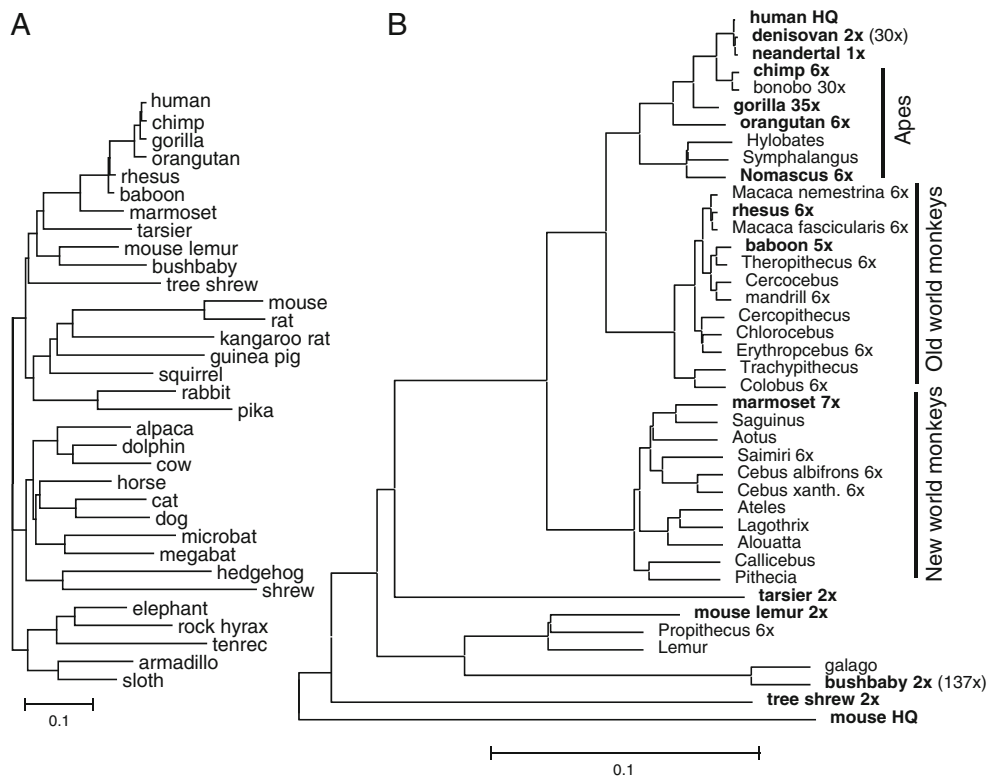 A
human
chimp
gorilla
orangutan
rhesus
baboon
marmoset
tarsier
mouse lemur
bushbaby
tree shrew
mouse
rat
kangaroo rat
guinea pig
squirrel
rabbit
pika
alpaca
dolphin
cow
horse
cat
dog
microbat
megabat
hedgehog
shrew
elephant
rock hyrax
tenrec
armadillo
sloth
0.1
B
human HQ
denisovan 2x (30x)
neandertal 1x
chimp 6x
bonobo 30x
gorilla 35x
orangutan 6x
Hylobates
Symphalangus
Nomascus 6x
Macaca nemestrina 6x
rhesus 6x
Macaca fascicularis 6x
baboon 5x
Theropithecus 6x
Cercocebus
mandrill 6x
Cercopithecus
Chlorocebus
Erythropcebus 6x
Trachypithecus
Colobus 6x
marmoset 7x
Saguinus
Aotus
Saimiri 6x
Cebus albifrons 6x
Cebus xanth. 6x
Ateles
Lagothrix
Alouatta
Callicebus
Pithecia
tarsier 2x
mouse lemur 2x
Propithecus 6x
Lemur
galago
bushbaby 2x (137x)
tree shrew 2x
mouse HQ
Apes
Old world monkeys
New world monkeys
0.1